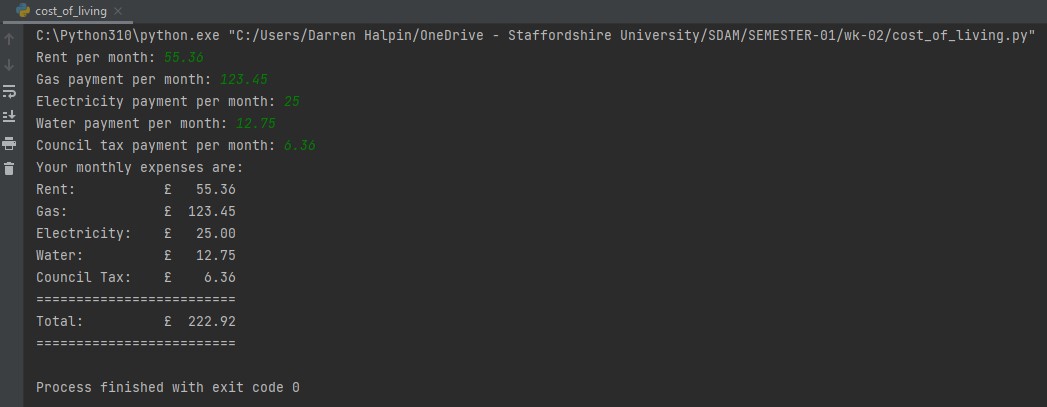 cost_of_living
C:\Python310\python.exe "C:/Users/Darren Halpin/OneDrive - Staffordshire University/SDAM/SEMESTER-01/wk-02/cost_of_living.py"
Rent per month: 55.36
Gas payment per month: 123.45
Electricity payment per month: 25
Water payment per month: 12.75
Council tax payment per month: 6.36
Your monthly expenses are:
Rent:           £   55.36
Gas:            £  123.45
Electricity:    £   25.00
Water:          £   12.75
Council Tax:    £    6.36
=========================
Total:          £  222.92
=========================
Process finished with exit code 0